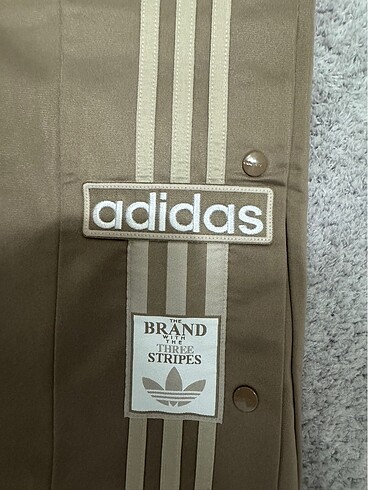 adidas
THE
BRAND
WITH
THE
THREE
STRIPES